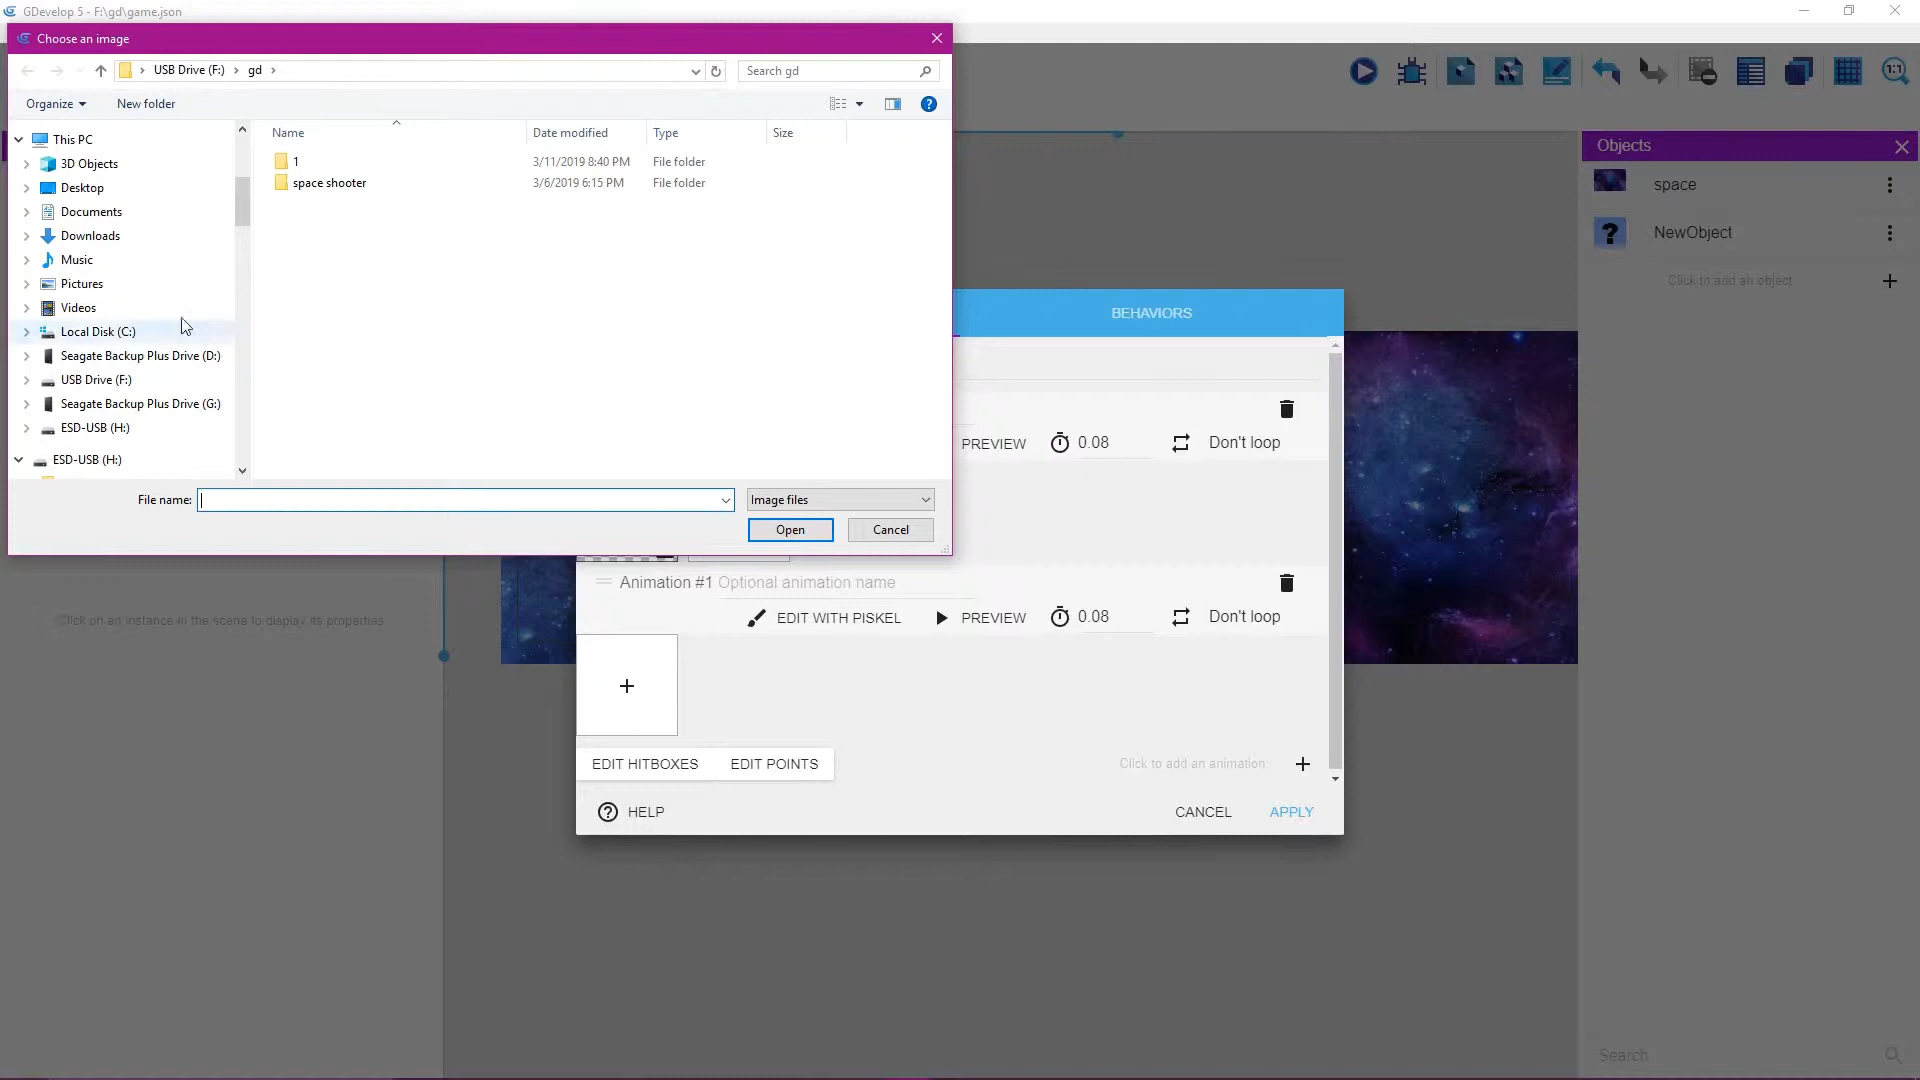 GDevelop 5 - F:\gd\game.json
Choose an image
USB Drive (F:) › gd ›
Search gd
Organize
New folder
Name
Date modified
Type
Size
This PC
3D Objects
Desktop
Documents
Downloads
Music
Pictures
Videos
Local Disk (C:)
Seagate Backup Plus Drive (D:)
USB Drive (F:)
Seagate Backup Plus Drive (G:)
ESD-USB (H:)
ESD-USB (H:)
1 3/11/2019 8:40 PM File folder
space shooter 3/6/2019 6:15 PM File folder
File name:
Image files
Open
Cancel
1:1
Objects
space
NewObject
Click to add an object
BEHAVIORS
PREVIEW 0.08 Don't loop
Click on an instance in the scene to display its properties
Animation #1 Optional animation name
EDIT WITH PISKEL PREVIEW 0.08 Don't loop
EDIT HITBOXES EDIT POINTS
Click to add an animation:
HELP
CANCEL APPLY
Search